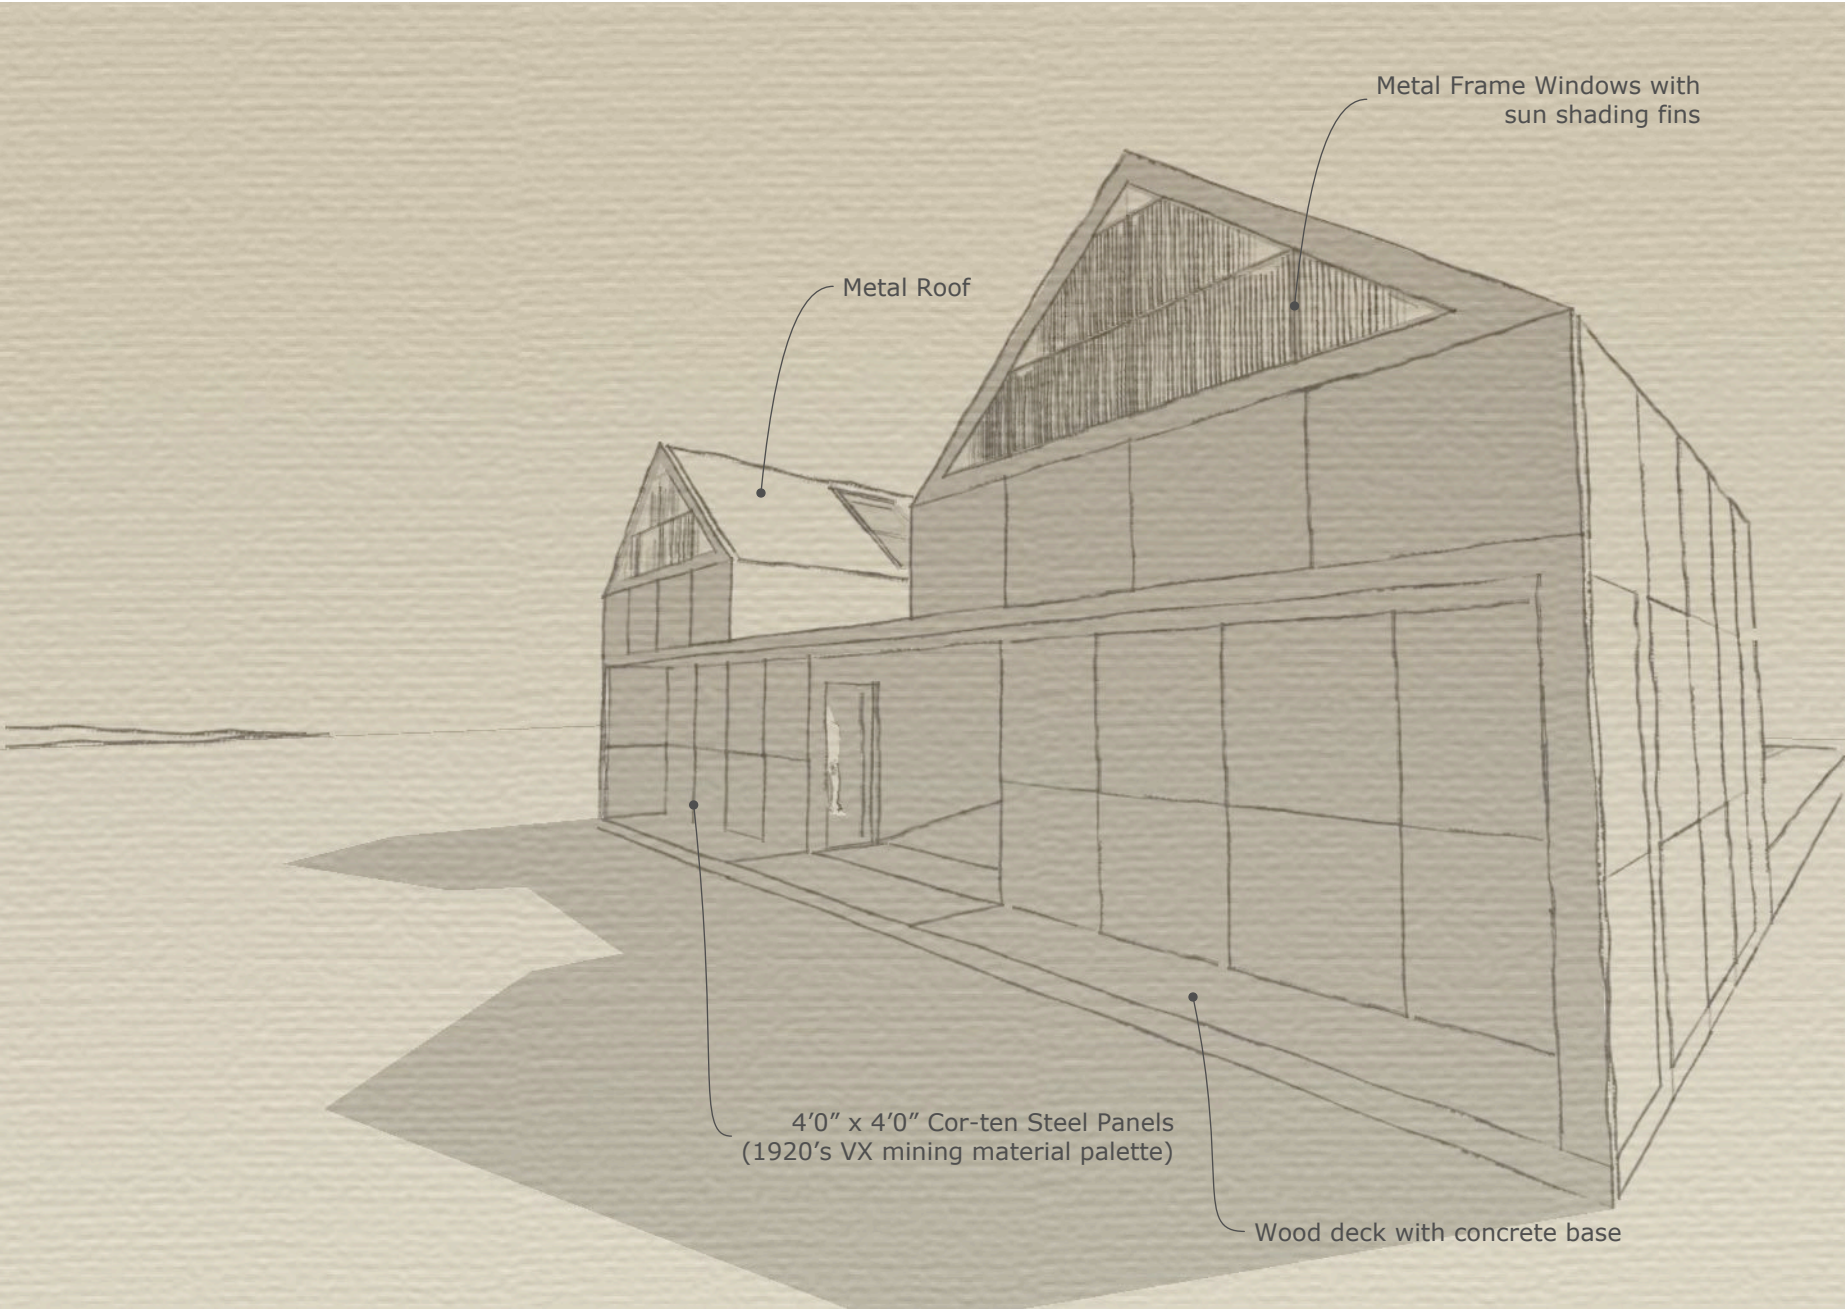 Metal Frame Windows with
sun shading fins
Metal Roof
4’0” x 4’0” Cor-ten Steel Panels
(1920’s VX mining material palette)
Wood deck with concrete base